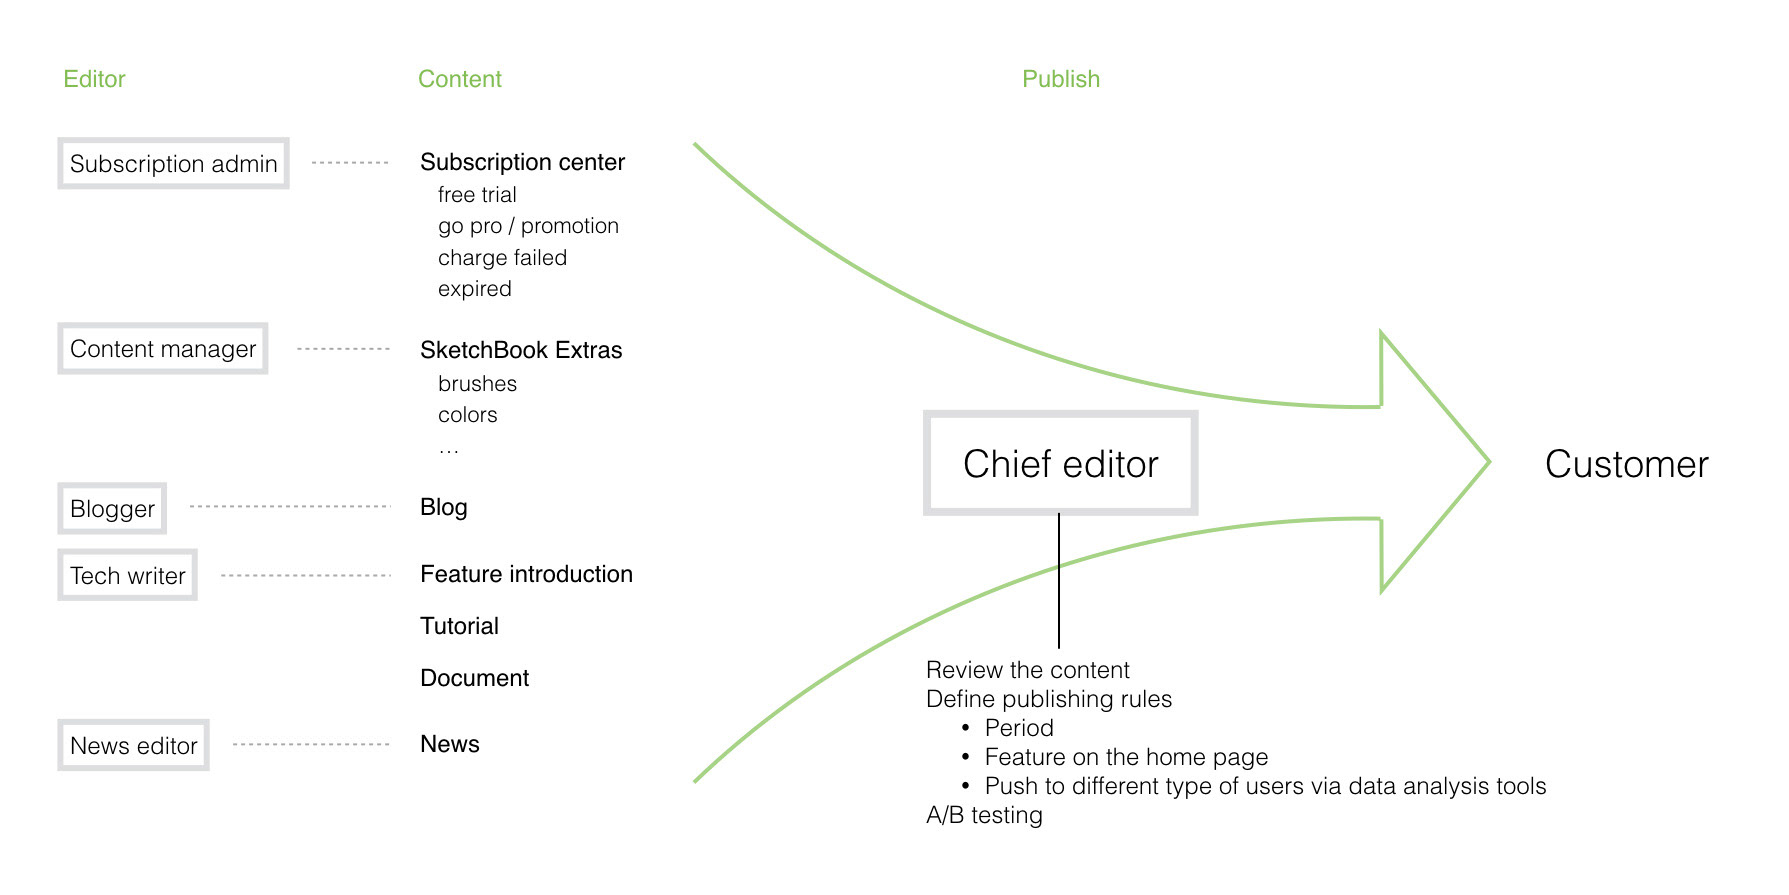 Editor
Content
Publish
Subscription admin
Subscription center
free trial
go pro / promotion
charge failed
expired
Content manager
SketchBook Extras
brushes
colors
...
Blogger
Blog
Tech writer
Feature introduction
Tutorial
Document
News editor
News
Chief editor
Customer
Review the content
Define publishing rules
• Period
• Feature on the home page
• Push to different type of users via data analysis tools
A/B testing